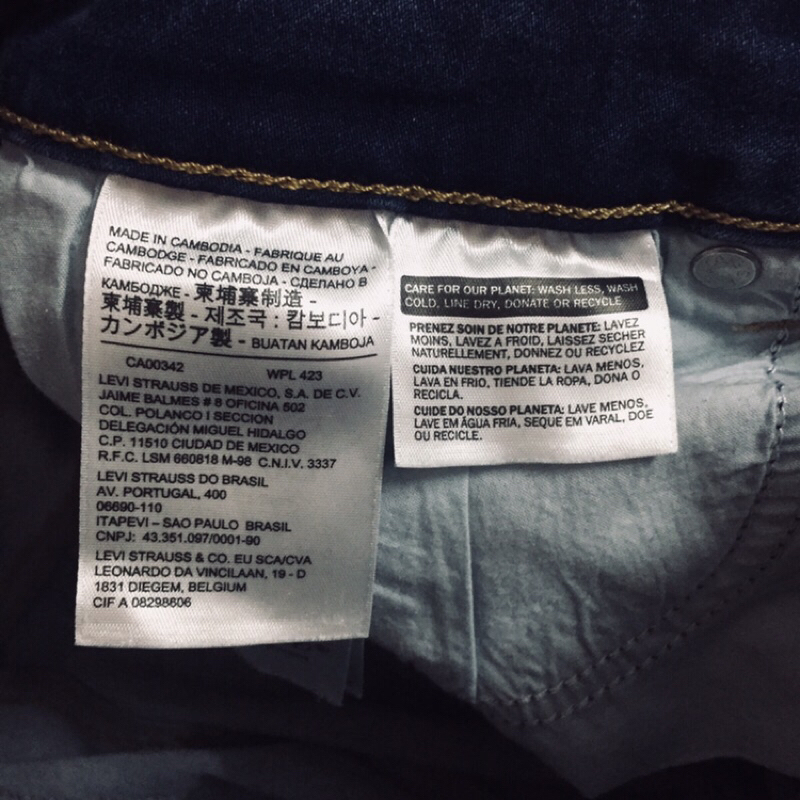 MADE IN CAMBODIA - FABRIQUE AU
CAMBODGE - FABRICADO EN CAMBOYA -
FABRICADO NO CAMBOJA - СДЕЛАНО В
КАМБОДЖЕ - 柬埔寨制造 -
柬埔寨製 - 제조국 : 캄보디아 -
カンボジア製 - BUATAN KAMBOJA
CA00342 WPL 423
LEVI STRAUSS DE MEXICO, S.A. DE C.V.
JAIME BALMES # 8 OFICINA 502
COL. POLANCO I SECCION
DELEGACIÓN MIGUEL HIDALGO
C.P. 11510 CIUDAD DE MEXICO
R.F.C. LSM 660818 M-98 C.N.I.V. 3337
LEVI STRAUSS DO BRASIL
AV. PORTUGAL, 400
06690-110
ITAPEVI – SAO PAULO BRASIL
CNPJ: 43.351.097/0001-90
LEVI STRAUSS & CO. EU SCA/CVA
LEONARDO DA VINCILAAN, 19 - D
1831 DIEGEM, BELGIUM
CIF A 08298606
CARE FOR OUR PLANET: WASH LESS, WASH
COLD, LINE DRY, DONATE OR RECYCLE
PRENEZ SOIN DE NOTRE PLANETE: LAVEZ
MOINS, LAVEZ A FROID, LAISSEZ SECHER
NATURELLEMENT, DONNEZ OU RECYCLEZ
CUIDA NUESTRO PLANETA: LAVA MENOS,
LAVA EN FRIO, TIENDE LA ROPA, DONA O
RECICLA.
CUIDE DO NOSSO PLANETA: LAVE MENOS,
LAVE EM ÁGUA FRIA, SEQUE EM VARAL, DOE
OU RECICLE.